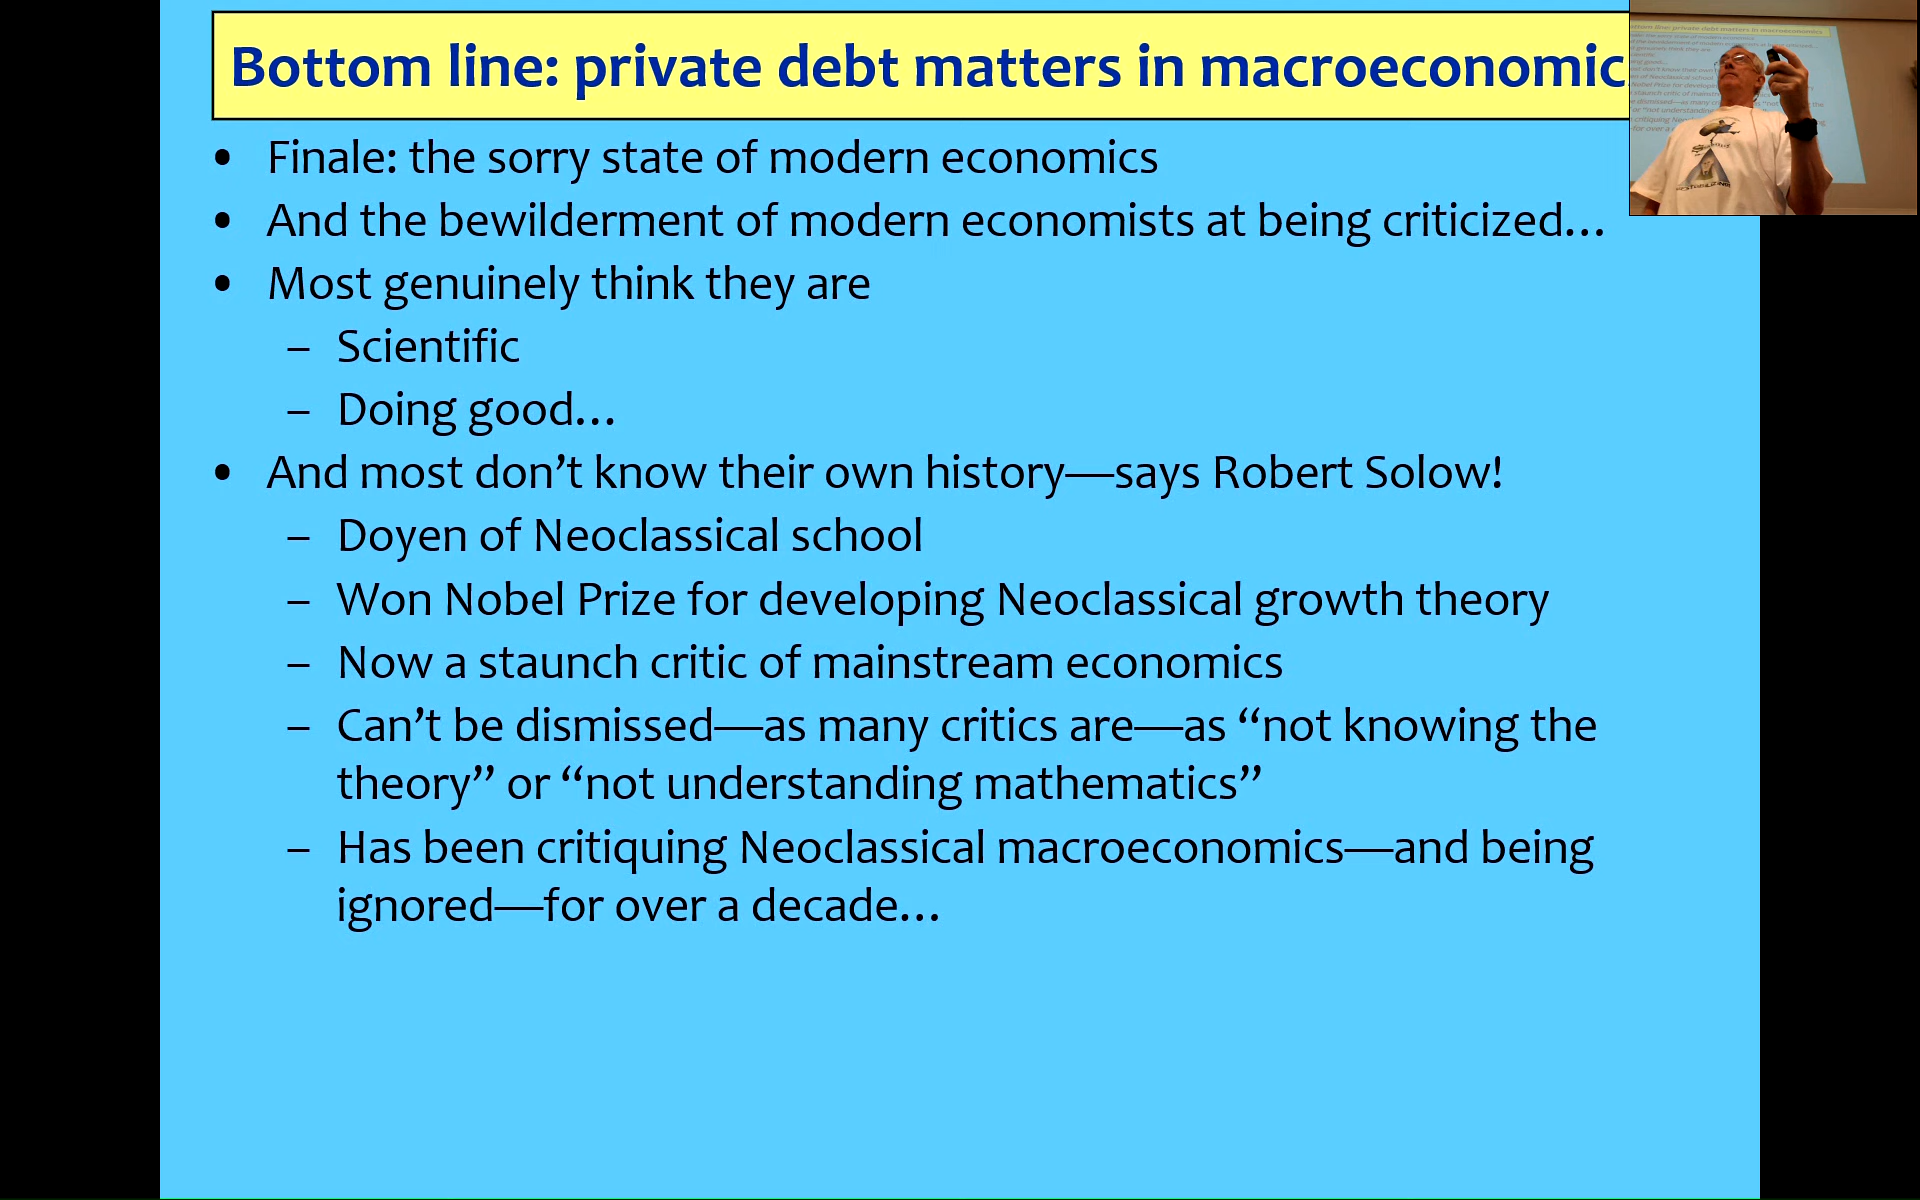 Bottom line: private debt matters in macroeconomic
• Finale: the sorry state of modern economics
• And the bewilderment of modern economists at being criticized…
• Most genuinely think they are
– Scientific
– Doing good…
• And most don’t know their own history—says Robert Solow!
– Doyen of Neoclassical school
– Won Nobel Prize for developing Neoclassical growth theory
– Now a staunch critic of mainstream economics
– Can’t be dismissed—as many critics are—as “not knowing the
theory” or “not understanding mathematics”
– Has been critiquing Neoclassical macroeconomics—and being
ignored—for over a decade…